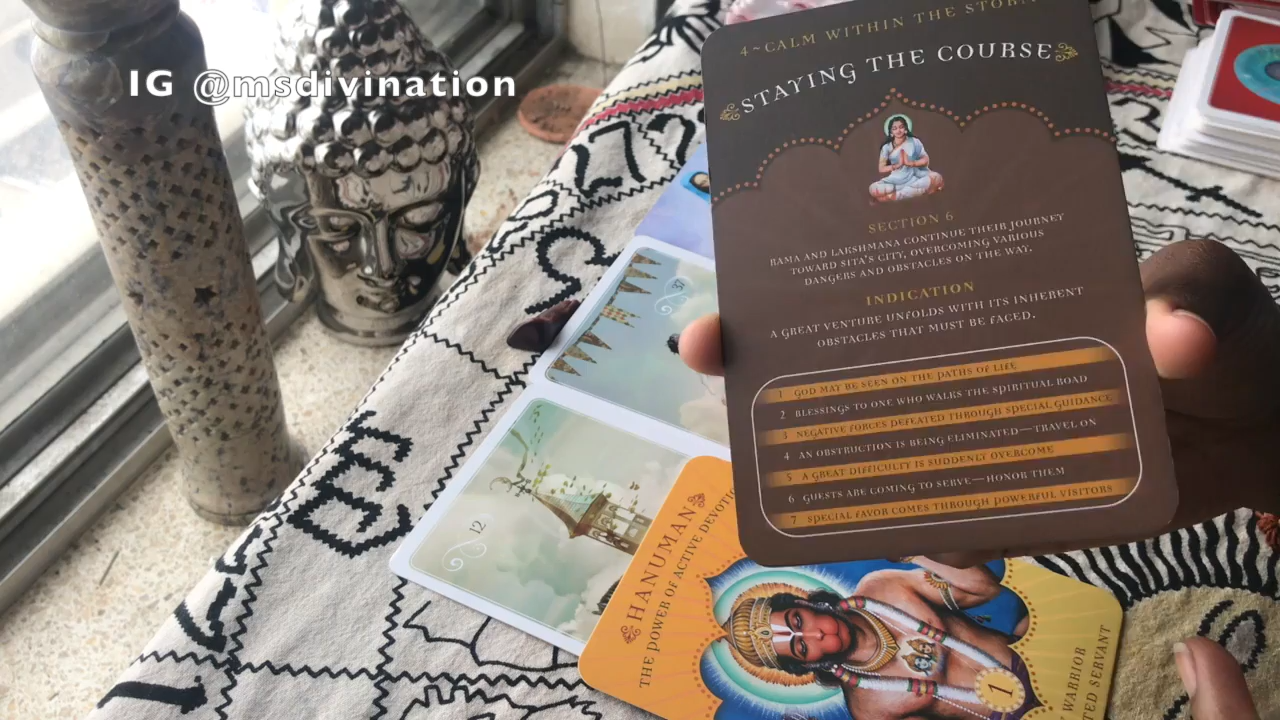 IG @msdivination
4~CALM WITHIN THE STORM
STAYING THE COURSE
SECTION 6
RAMA AND LAKSHMANA CONTINUE THEIR JOURNEY
TOWARD SITA'S CITY, OVERCOMING VARIOUS
DANGERS AND OBSTACLES ON THE WAY.
INDICATION
A GREAT VENTURE UNFOLDS WITH ITS INHERENT
OBSTACLES THAT MUST BE FACED.
1 GOD MAY BE SEEN ON THE PATHS OF LIFE
2 BLESSINGS TO ONE WHO WALKS THE SPIRITUAL ROAD
3 NEGATIVE FORCES DEFEATED THROUGH SPECIAL GUIDANCE
4 AN OBSTRUCTION IS BEING ELIMINATED—TRAVEL ON
5 A GREAT DIFFICULTY IS SUDDENLY OVERCOME
6 GUESTS ARE COMING TO SERVE—HONOR THEM
7 SPECIAL FAVOR COMES THROUGH POWERFUL VISITORS
37
12
HANUMAN
THE POWER OF ACTIVE DEVOTIO
1
WARRIOR
SERVANT